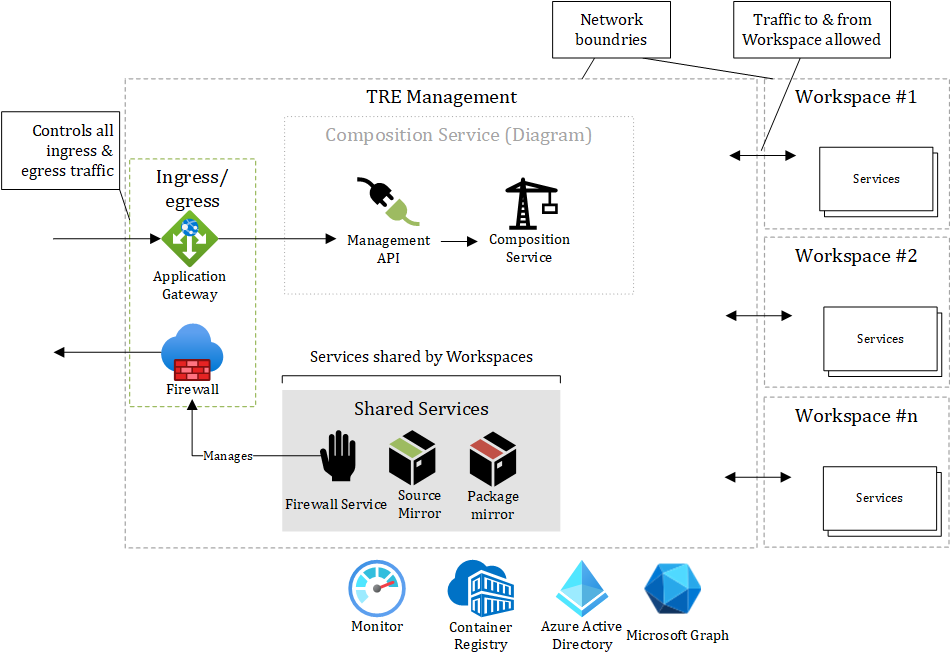 Network
boundries
Traffic to & from
Workspace allowed
TRE Management
Workspace #1
Controls all
ingress &
egress traffic
Composition Service (Diagram)
Ingress/
egress
Services
Management
API
Composition
Service
Application
Gateway
Workspace #2
Services
Firewall
Services shared by Workspaces
Shared Services
Workspace #n
Manages
Firewall Service
Source
Mirror
Package
mirror
Services
Monitor
Container
Registry
Azure Active
Directory
Microsoft Graph